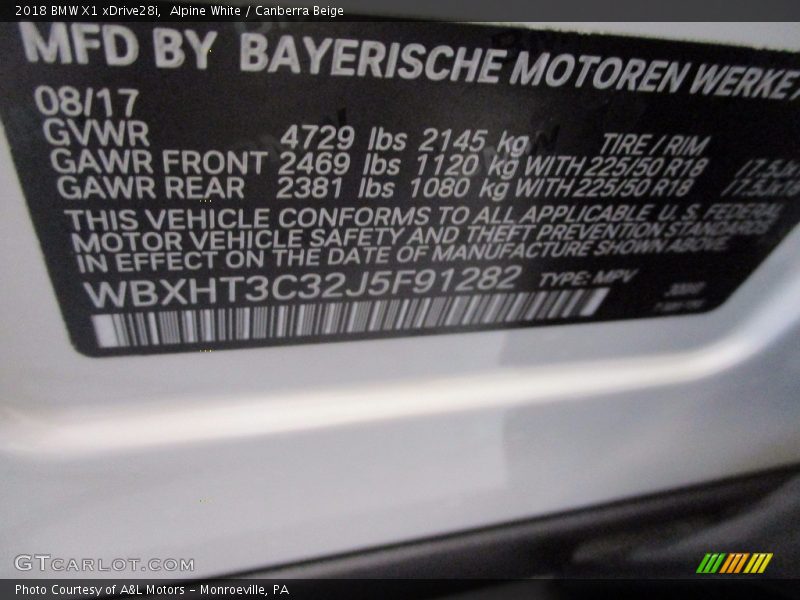 2018 BMW X1 xDrive28i, Alpine White / Canberra Beige
MFD BY BAYERISCHE MOTOREN WERKE
08/17
GVWR 4729 lbs 2145 kg TIRE / RIM
GAWR FRONT 2469 lbs 1120 kg WITH 225/50 R18 /7.5Jx
GAWR REAR 2381 lbs 1080 kg WITH 225/50 R18 /7.5Jx18
THIS VEHICLE CONFORMS TO ALL APPLICABLE U. S. FEDERAL
MOTOR VEHICLE SAFETY AND THEFT PREVENTION STANDARDS
IN EFFECT ON THE DATE OF MANUFACTURE SHOWN ABOVE.
WBXHT3C32J5F91282 TYPE: MPV
GTCARLOT.COM
Photo Courtesy of A&L Motors - Monroeville, PA